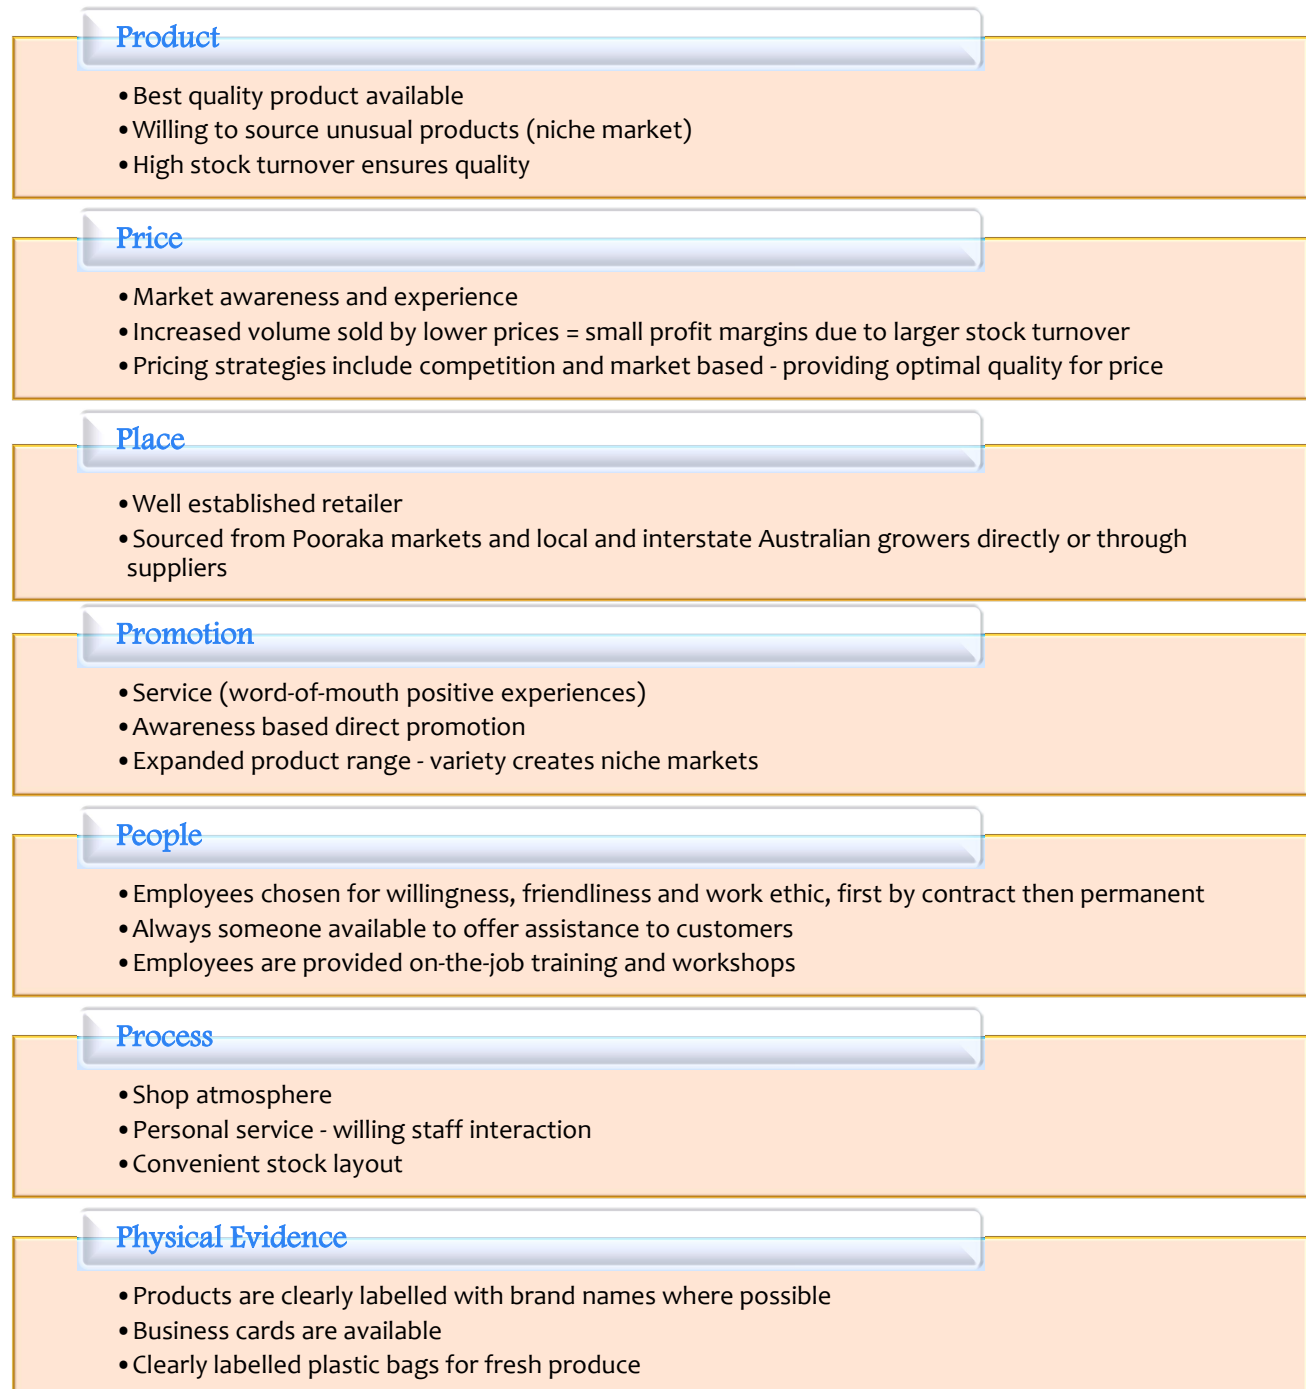 Product
•Best quality product available
•Willing to source unusual products (niche market)
•High stock turnover ensures quality
Price
•Market awareness and experience
•Increased volume sold by lower prices = small profit margins due to larger stock turnover
•Pricing strategies include competition and market based - providing optimal quality for price
Place
•Well established retailer
•Sourced from Pooraka markets and local and interstate Australian growers directly or through
suppliers
Promotion
•Service (word-of-mouth positive experiences)
•Awareness based direct promotion
•Expanded product range - variety creates niche markets
People
•Employees chosen for willingness, friendliness and work ethic, first by contract then permanent
•Always someone available to offer assistance to customers
•Employees are provided on-the-job training and workshops
Process
•Shop atmosphere
•Personal service - willing staff interaction
•Convenient stock layout
Physical Evidence
•Products are clearly labelled with brand names where possible
•Business cards are available
•Clearly labelled plastic bags for fresh produce